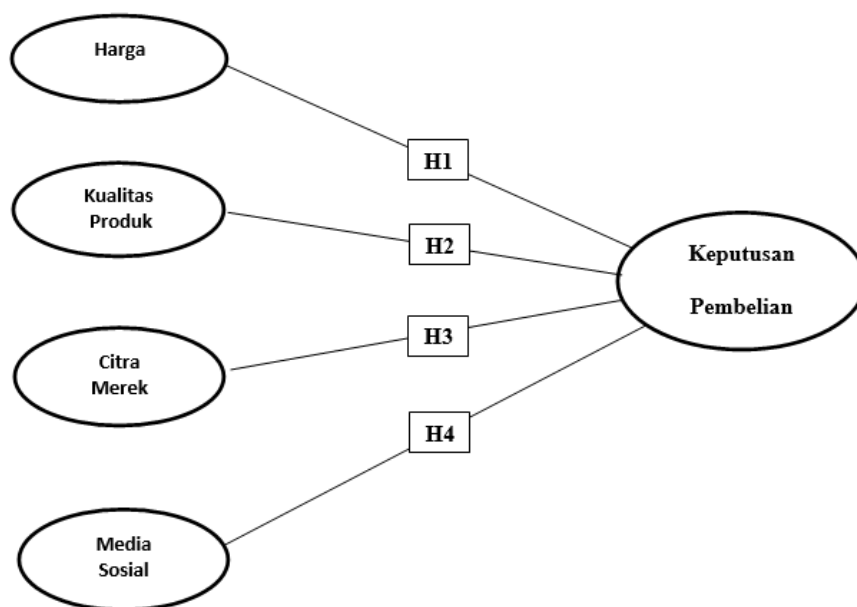 Harga
H1
Kualitas
Produk
H2
Keputusan
Pembelian
H3
Citra
Merek
H4
Media
Sosial